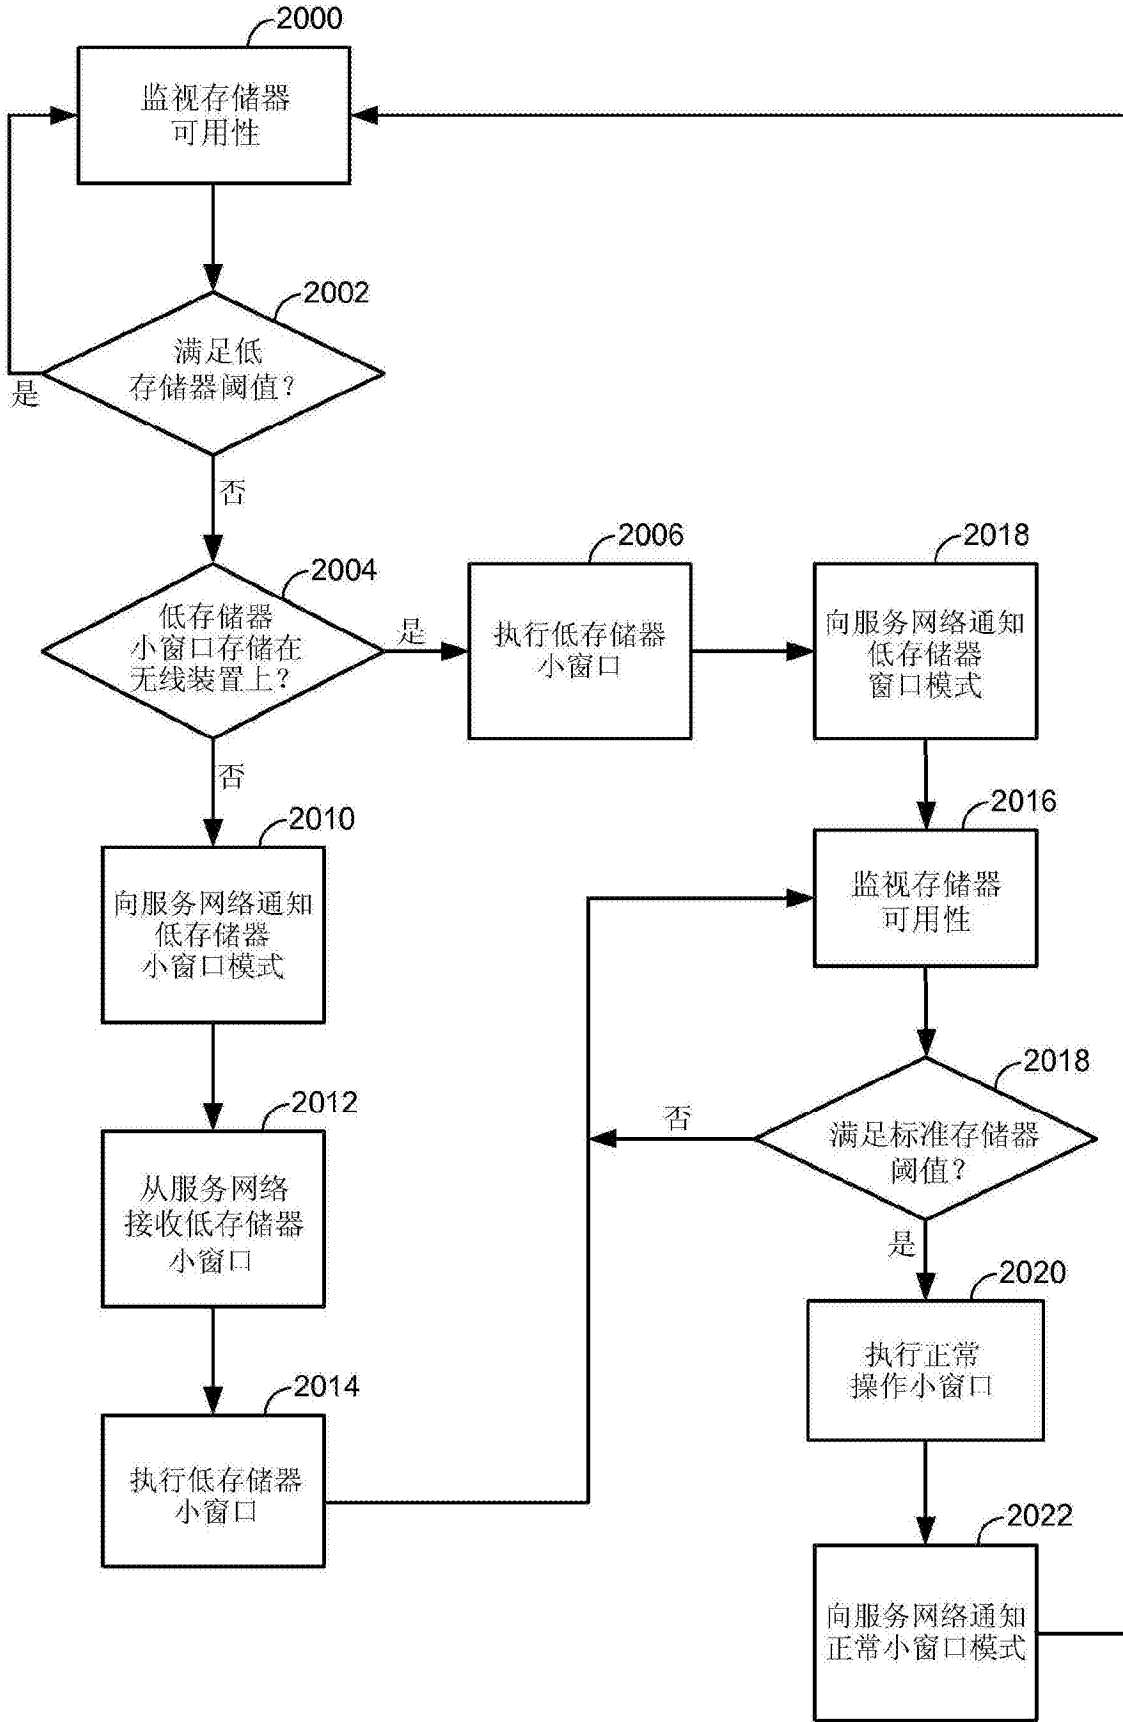 2000
监视存储器
可用性
2002
满足低
存储器阈值？
是
否
2004
低存储器
小窗口存储在
无线装置上？
是
2006
执行低存储器
小窗口
2018
向服务网络通知
低存储器
窗口模式
否
2010
向服务网络通知
低存储器
小窗口模式
2016
监视存储器
可用性
2012
从服务网络
接收低存储器
小窗口
2018
满足标准存储器
阈值？
否
是
2014
执行低存储器
小窗口
2020
执行正常
操作小窗口
2022
向服务网络通知
正常小窗口模式